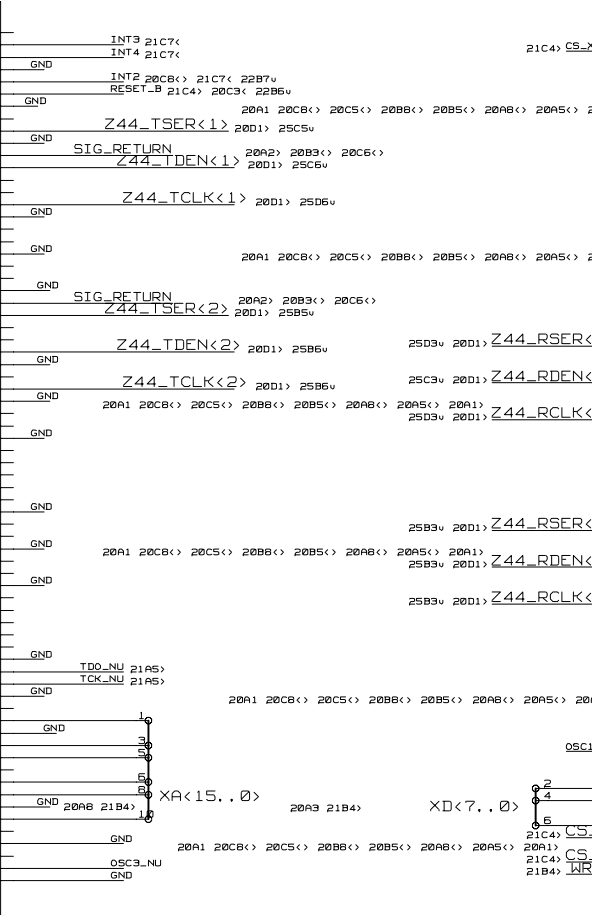 INT3 21C7<
INT4 21C7<
21C4> CS_X
GND
INT2 20C8<> 21C7< 22B7v
RESET_B 21C4> 20C3< 22B6v
GND
20A1 20C8<> 20C5<> 20B8<> 20B5<> 20A8<> 20A5<> 2
Z44_TSER<1> 20D1> 25C5v
GND
SIG_RETURN 20A2> 20B3<> 20C6<>
Z44_TDEN<1> 20D1> 25C6v
Z44_TCLK<1> 20D1> 25D6v
GND
GND
20A1 20C8<> 20C5<> 20B8<> 20B5<> 20A8<> 20A5<> 2
GND
SIG_RETURN 20A2> 20B3<> 20C6<>
Z44_TSER<2> 20D1> 25B5v
Z44_TDEN<2> 20D1> 25B6v
25D3v 20D1> Z44_RSER<
GND
Z44_TCLK<2> 20D1> 25B6v
25C3v 20D1> Z44_RDEN<
GND
20A1 20C8<> 20C5<> 20B8<> 20B5<> 20A8<> 20A5<> 20A1>
25D3v 20D1> Z44_RCLK<
GND
GND
25B3v 20D1> Z44_RSER<
GND
20A1 20C8<> 20C5<> 20B8<> 20B5<> 20A8<> 20A5<> 20A1>
25B3v 20D1> Z44_RDEN<
GND
25B3v 20D1> Z44_RCLK<
GND
TDO_NU 21A5>
TCK_NU 21A5>
GND
20A1 20C8<> 20C5<> 20B8<> 20B5<> 20A8<> 20A5<> 20A
1
GND
3
OSC1
5
6
2
8
XA<15..0>
4
GND 20A8 21B4>
20A3 21B4>
XD<7..0>
10
6
21C4> CS_
GND
20A1 20C8<> 20C5<> 20B8<> 20B5<> 20A8<> 20A5<> 20A1>
21C4> CS_
OSC3_NU
21B4> WR
GND